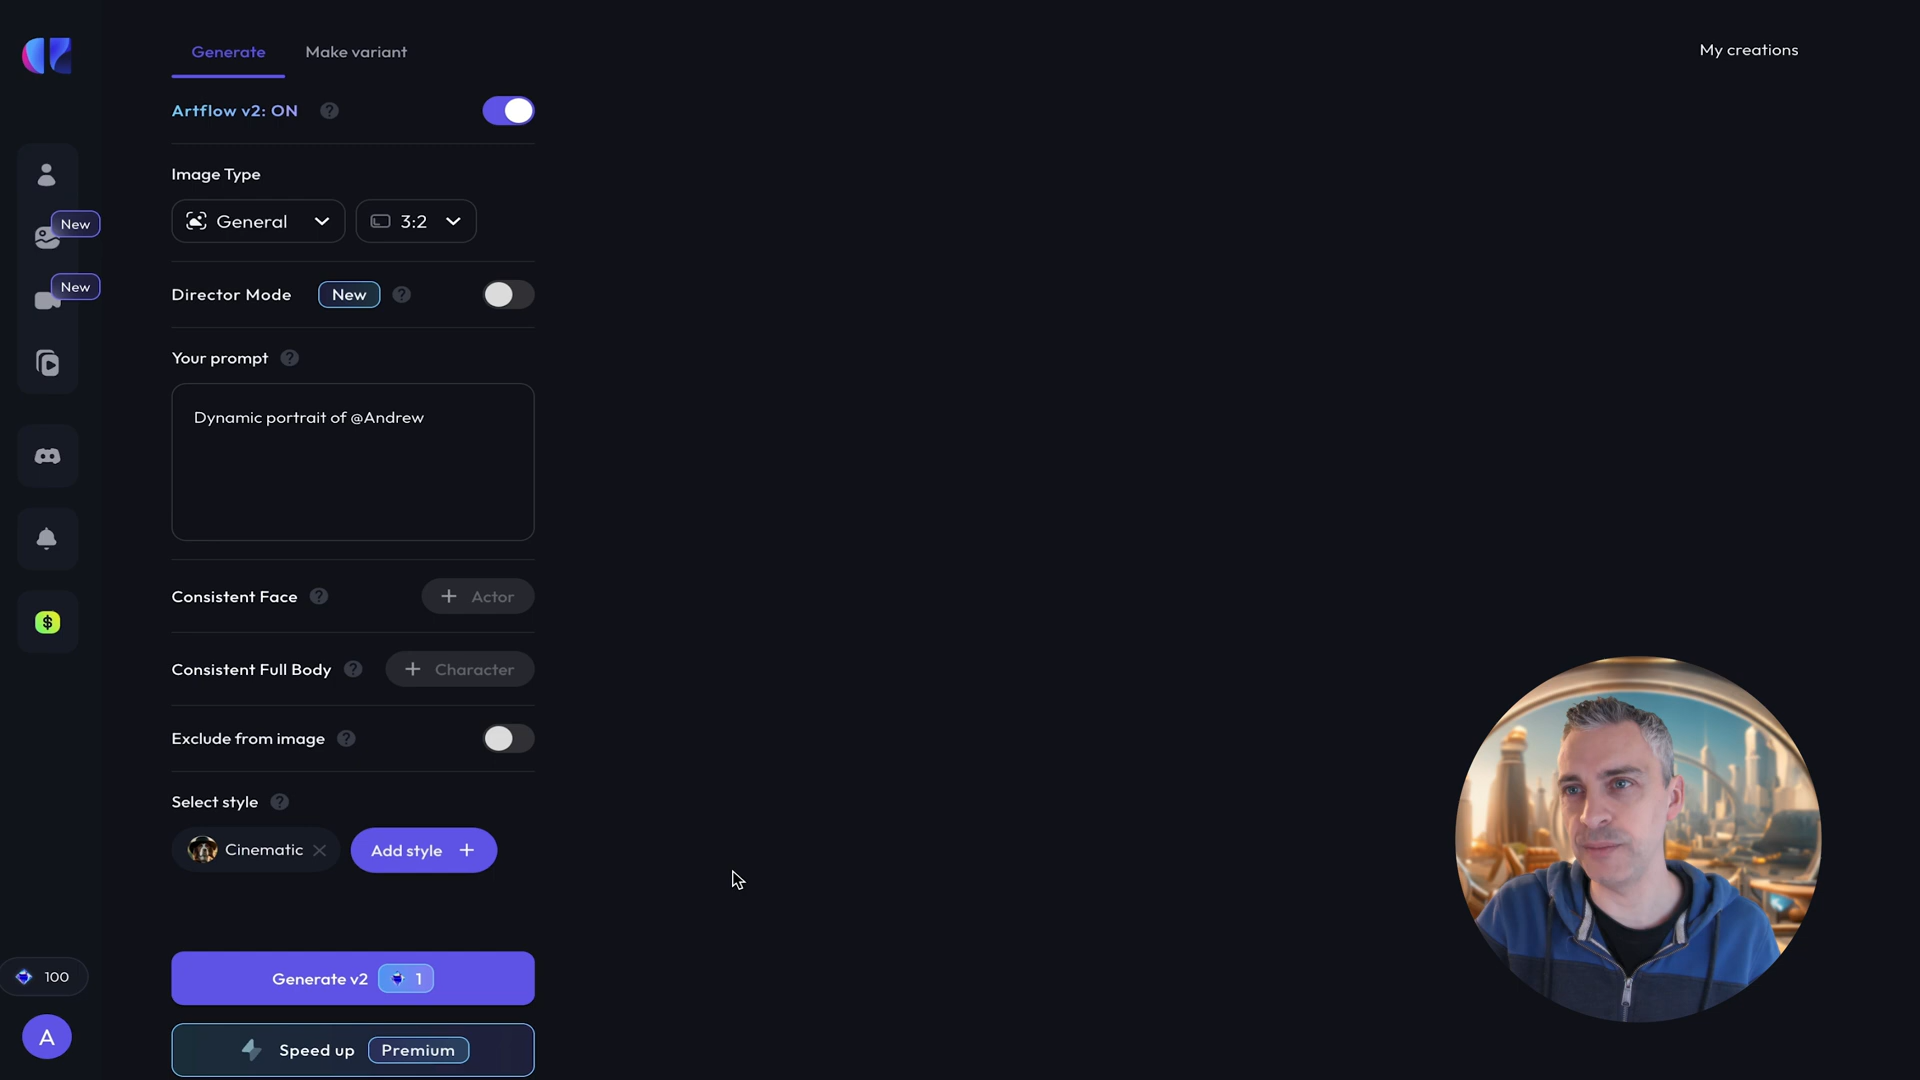 Generate Make variant
My creations
Artflow v2: ON ?
Image Type
General 3:2
New
New
Director Mode New ?
Your prompt ?
Dynamic portrait of @Andrew
Consistent Face ? + Actor
Consistent Full Body ? + Character
Exclude from image ?
$
Select style ?
Cinematic Add style +
100
Generate v2 1
A
Speed up Premium